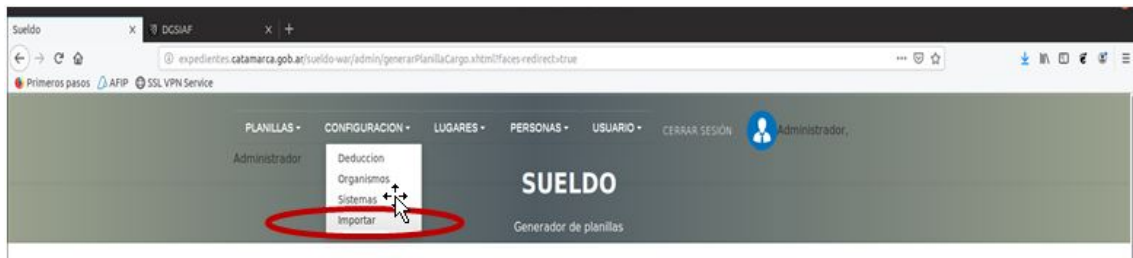 Sueldo X DGSIAF X +
expedientes.catamarca.gob.ar/sueldo-war/admin/generarPlanillaCargo.xhtml?faces-redirect=true
Primeros pasos AFIP SSL VPN Service
PLANILLAS CONFIGURACION LUGARES PERSONAS USUARIO CERRAR SESIÓN Administrador,
Administrador
Deduccion
Organismos
Sistemas
Importar
SUELDO
Generador de planillas